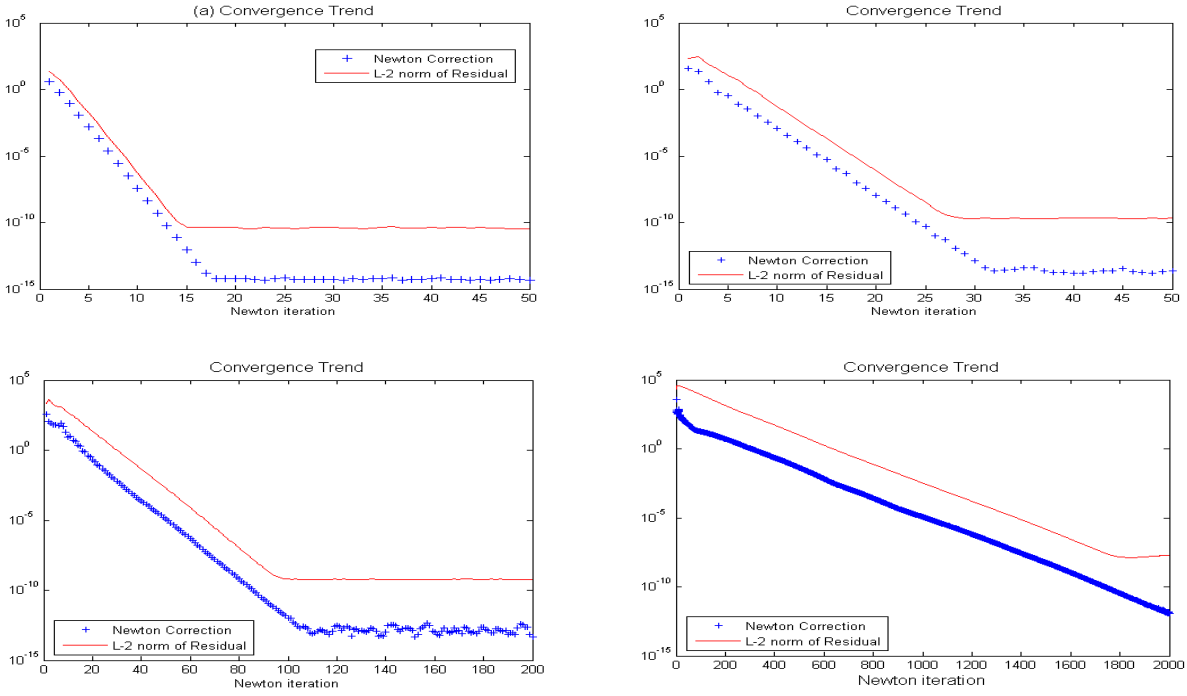 (a) Convergence Trend
10^5
10^0
10^-5
10^-10
10^-15
Newton Correction
L-2 norm of Residual
0 5 10 15 20 25 30 35 40 45 50
Newton iteration
Convergence Trend
10^5
10^0
10^-5
10^-10
10^-15
Newton Correction
L-2 norm of Residual
0 5 10 15 20 25 30 35 40 45 50
Newton iteration
Convergence Trend
10^5
10^0
10^-5
10^-10
10^-15
Newton Correction
L-2 norm of Residual
0 20 40 60 80 100 120 140 160 180 200
Newton iteration
Convergence Trend
10^5
10^0
10^-5
10^-10
10^-15
Newton Correction
L-2 norm of Residual
0 200 400 600 800 1000 1200 1400 1600 1800 2000
Newton iteration